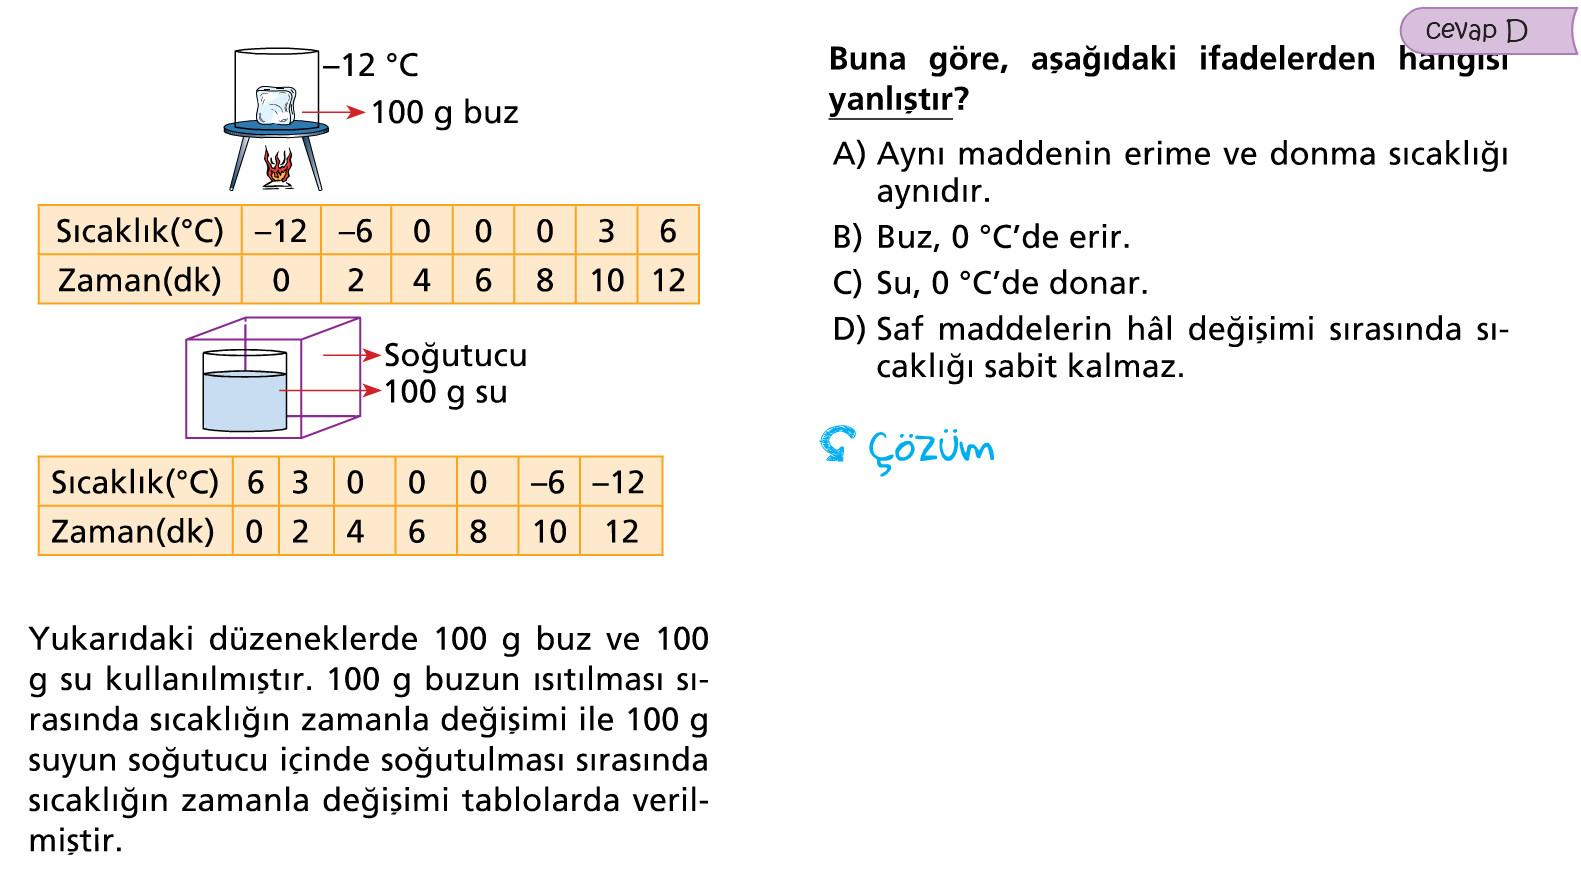 –12 °C
100 g buz
Sıcaklık(°C) –12 –6 0 0 0 3 6
Zaman(dk) 0 2 4 6 8 10 12
Soğutucu
100 g su
Sıcaklık(°C) 6 3 0 0 0 –6 –12
Zaman(dk) 0 2 4 6 8 10 12
Yukarıdaki düzeneklerde 100 g buz ve 100
g su kullanılmıştır. 100 g buzun ısıtılması sı-
rasında sıcaklığın zamanla değişimi ile 100 g
suyun soğutucu içinde soğutulması sırasında
sıcaklığın zamanla değişimi tablolarda veril-
miştir.
cevap D
Buna göre, aşağıdaki ifadelerden hangisi
yanlıştır?
A) Aynı maddenin erime ve donma sıcaklığı
aynıdır.
B) Buz, 0 °C’de erir.
C) Su, 0 °C’de donar.
D) Saf maddelerin hâl değişimi sırasında sı-
caklığı sabit kalmaz.
Çözüm